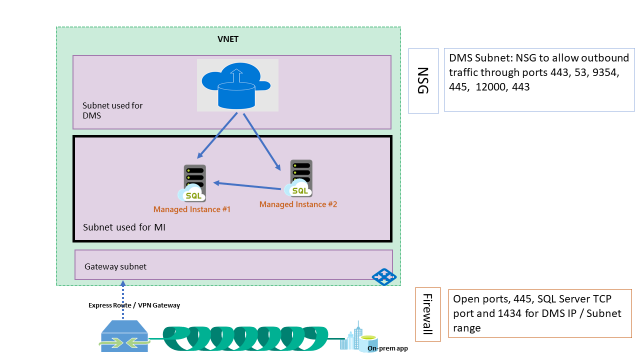 VNET
Subnet used for
DMS
SQL
SQL
Managed Instance #1
Managed Instance #2
Subnet used for MI
Gateway subnet
Express Route / VPN Gateway
On-prem app
NSG
DMS Subnet: NSG to allow outbound
traffic through ports 443, 53, 9354,
445, 12000, 443
Firewall
Open ports, 445, SQL Server TCP
port and 1434 for DMS IP / Subnet
range